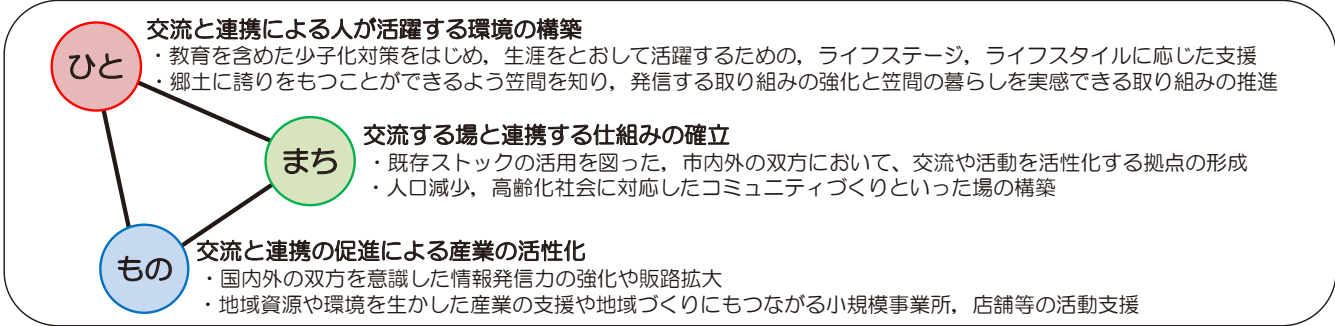 ひと
交流と連携による人が活躍する環境の構築
・教育を含めた少子化対策をはじめ，生涯をとおして活躍するための，ライフステージ，ライフスタイルに応じた支援
・郷土に誇りをもつことができるよう笠間を知り，発信する取り組みの強化と笠間の暮らしを実感できる取り組みの推進
まち
交流する場と連携する仕組みの確立
・既存ストックの活用を図った，市内外の双方において、交流や活動を活性化する拠点の形成
・人口減少，高齢化社会に対応したコミュニティづくりといった場の構築
もの
交流と連携の促進による産業の活性化
・国内外の双方を意識した情報発信力の強化や販路拡大
・地域資源や環境を生かした産業の支援や地域づくりにもつながる小規模事業所，店舗等の活動支援